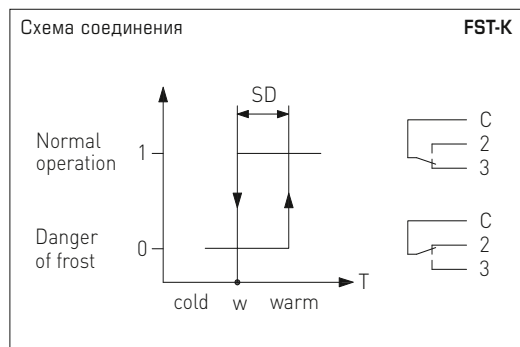 Схема соединения FST-K
SD
Normal
operation
1
C
2
3
Danger
of frost
0
C
2
3
T
cold w warm